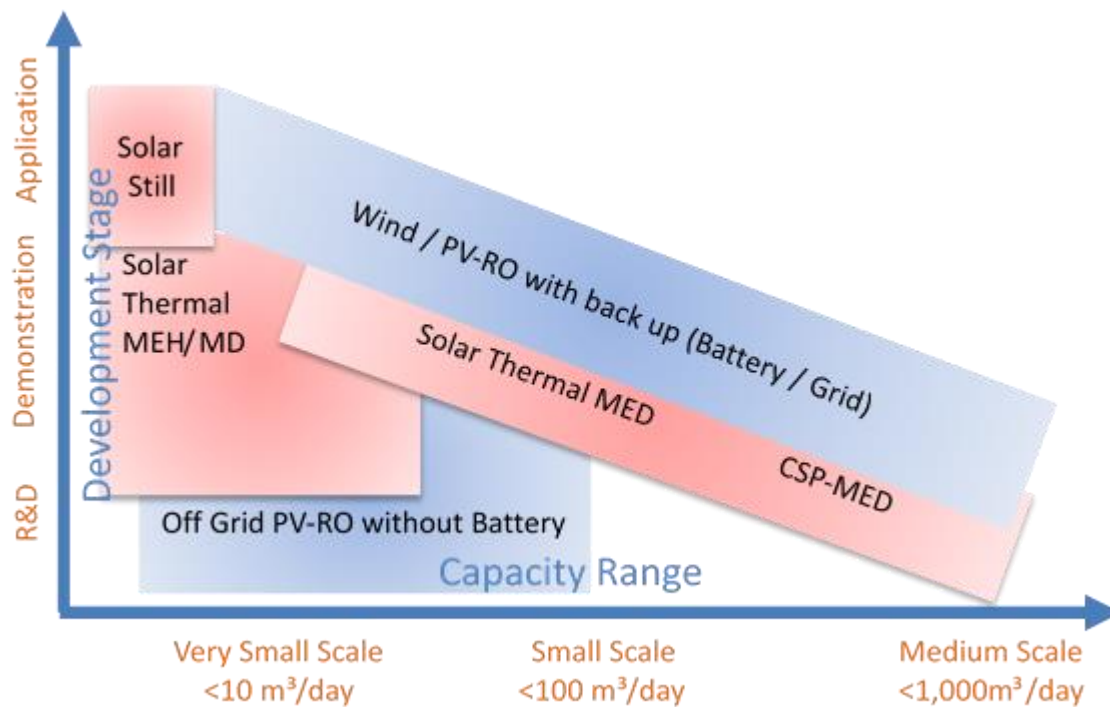 Application
Demonstration
R&D
Development Stage
Solar
Still
Solar
Thermal
MEH/MD
Wind / PV-RO with back up (Battery / Grid)
Solar Thermal MED
CSP-MED
Off Grid PV-RO without Battery
Capacity Range
Very Small Scale
<10 m³/day
Small Scale
<100 m³/day
Medium Scale
<1,000m³/day